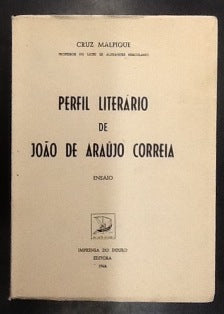 CRUZ MALPIQUE
PROFESSOR DO LICEU DE ALEXANDRE HERCULANO
PERFIL LITERÁRIO
DE
JOÃO DE ARAÚJO CORREIA
ENSAIO
IMPRENSA DO DOURO
EDITORA